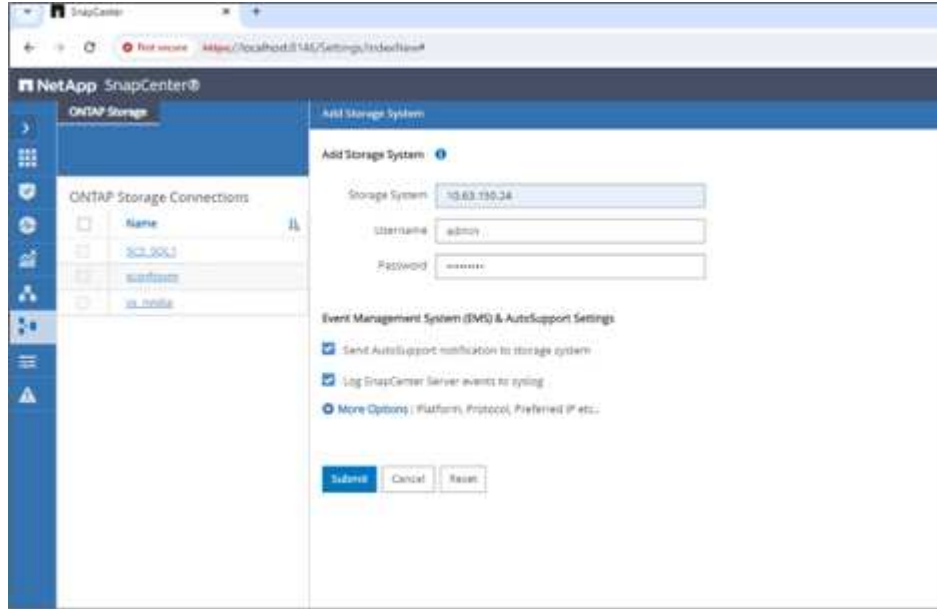 SnapCenter
Not secure https://localhost:8146/Settings/IndexNew#
NetApp SnapCenter®
ONTAP Storage
Add Storage System
Add Storage System
ONTAP Storage Connections
Storage System 10.63.150.24
Name
Username admin
Password
Event Management System (EMS) & AutoSupport Settings
Send AutoSupport notification to storage system
Log SnapCenter Server events to syslog
More Options : Platform, Protocol, Preferred IP etc..
Submit Cancel Reset